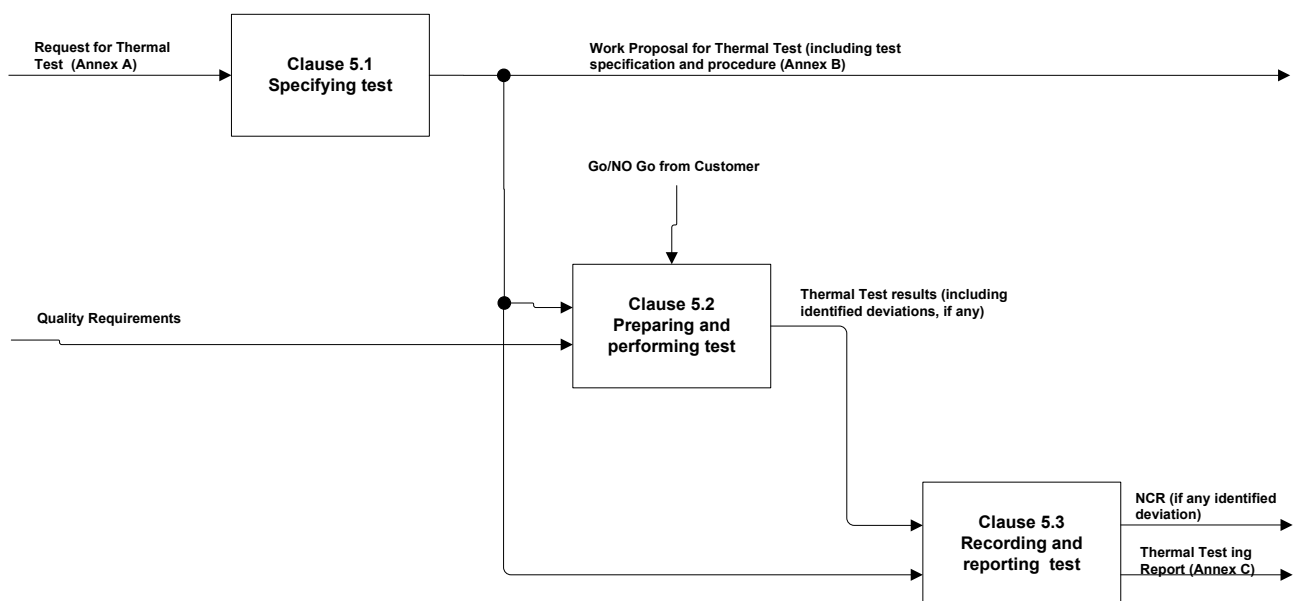 Request for Thermal
Test (Annex A)
Clause 5.1
Specifying test
Work Proposal for Thermal Test (including test
specification and procedure (Annex B)
Go/NO Go from Customer
Quality Requirements
Clause 5.2
Preparing and
performing test
Thermal Test results (including
identified deviations, if any)
Clause 5.3
Recording and
reporting test
NCR (if any identified
deviation)
Thermal Test ing
Report (Annex C)